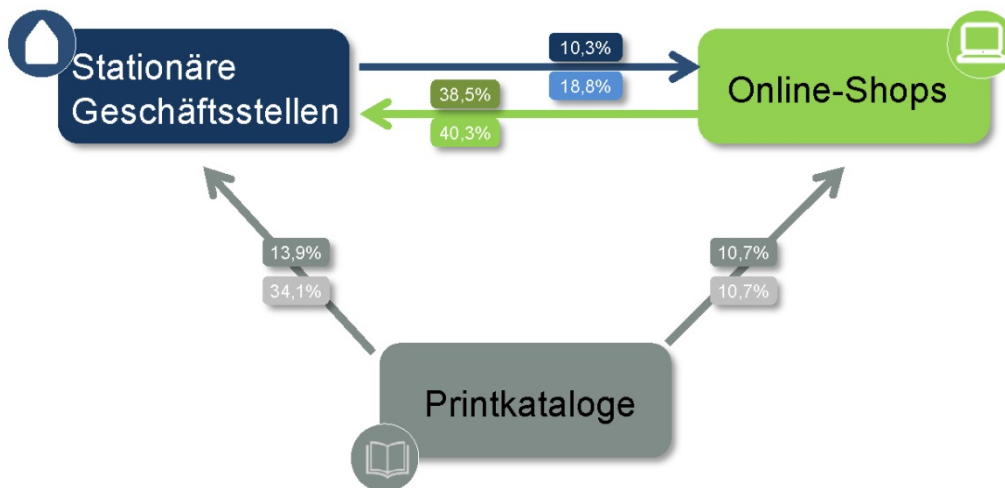 Stationäre
Geschäftsstellen
10,3%
18,8%
38,5%
40,3%
Online-Shops
13,9%
34,1%
10,7%
10,7%
Printkataloge